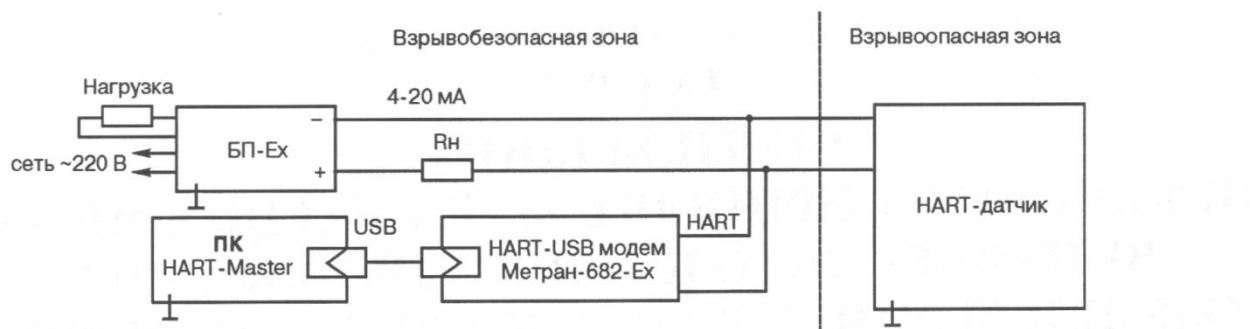 Взрывобезопасная зона
Взрывоопасная зона
Нагрузка
4-20 мА
БП-Ex
−
+
Rн
сеть ~220 В
ПК
HART-Master
USB
HART-USB модем
Метран-682-Ex
HART
HART-датчик